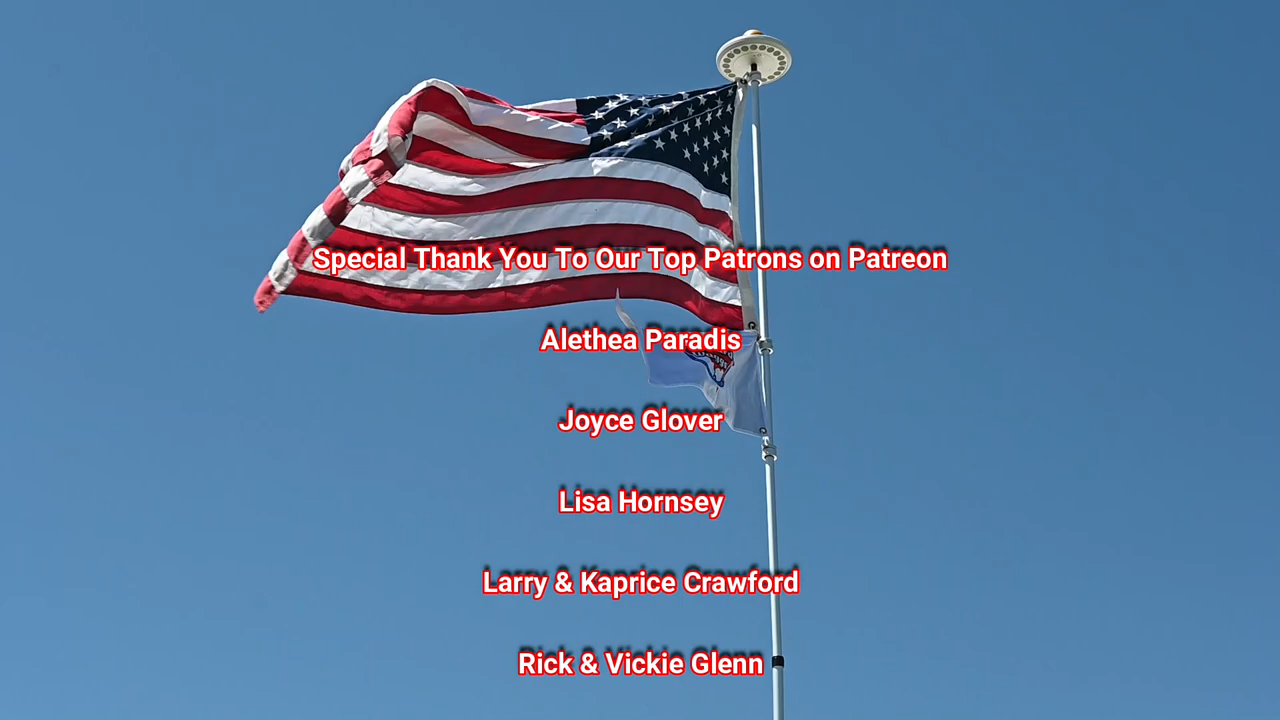 Special Thank You To Our Top Patrons on Patreon
Alethea Paradis
Joyce Glover
Lisa Hornsey
Larry & Kaprice Crawford
Rick & Vickie Glenn